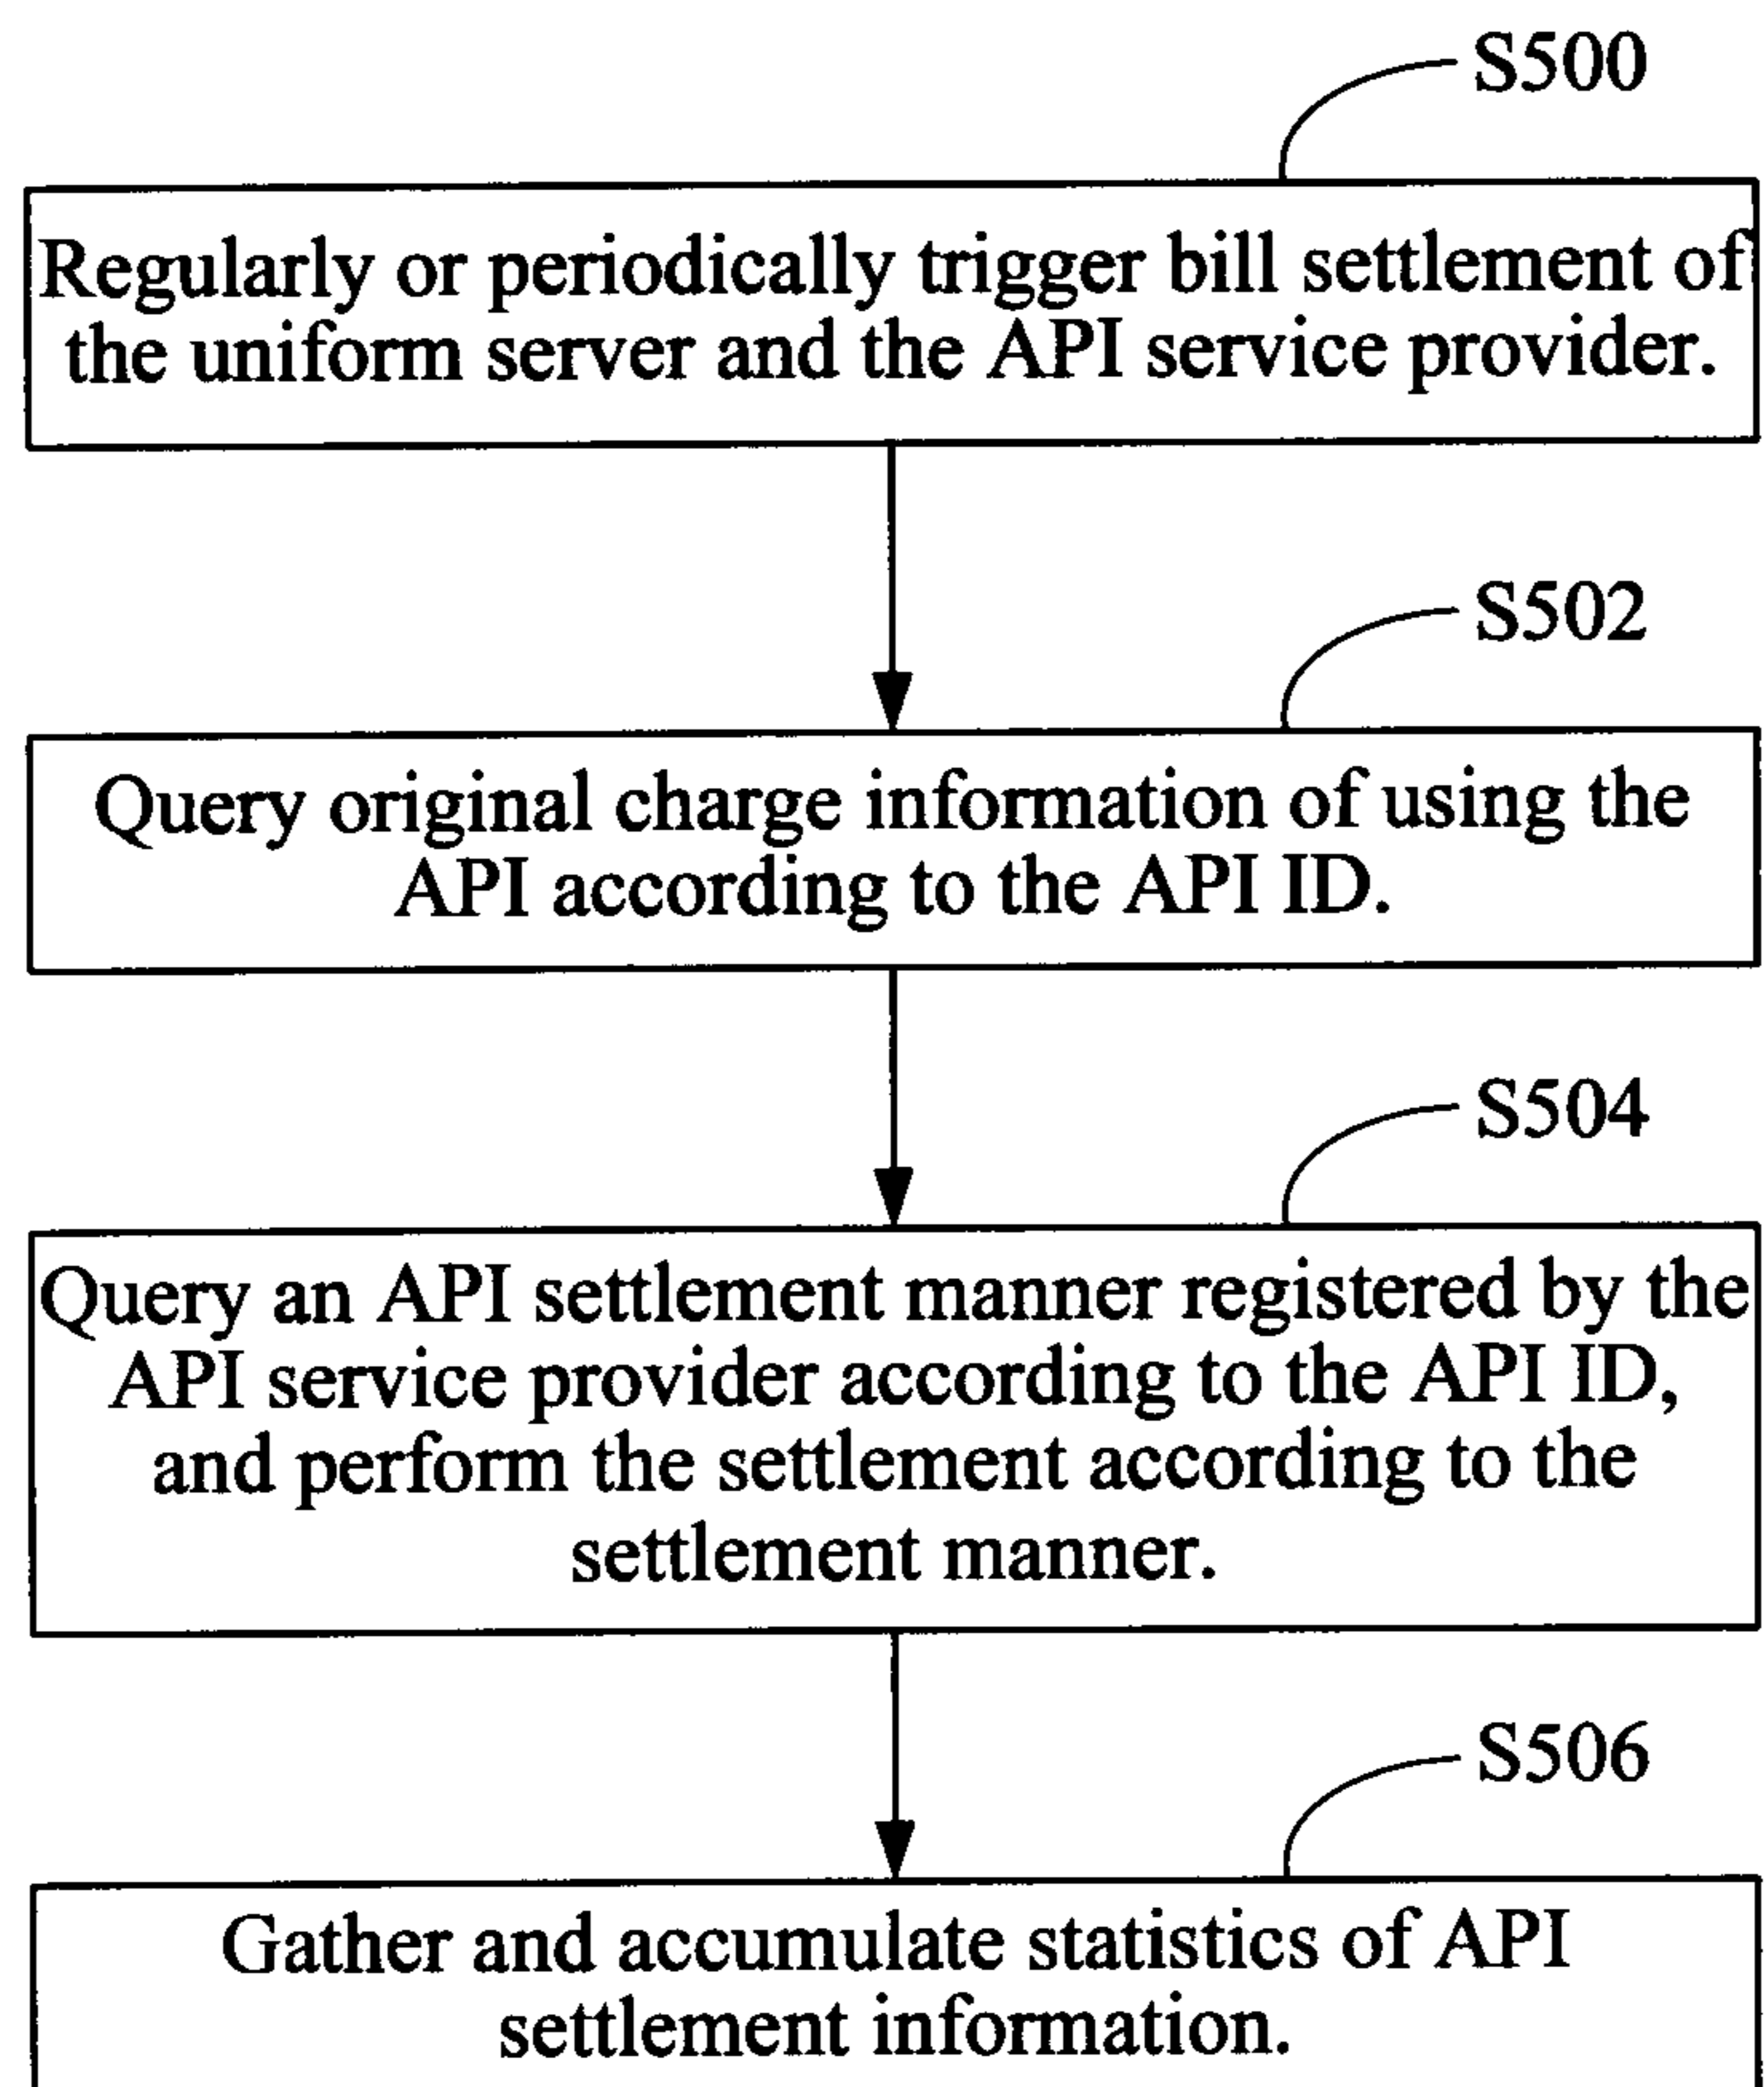 S500
Regularly or periodically trigger bill settlement of
the uniform server and the API service provider.
S502
Query original charge information of using the
API according to the API ID.
S504
Query an API settlement manner registered by the
API service provider according to the API ID,
and perform the settlement according to the
settlement manner.
S506
Gather and accumulate statistics of API
settlement information.